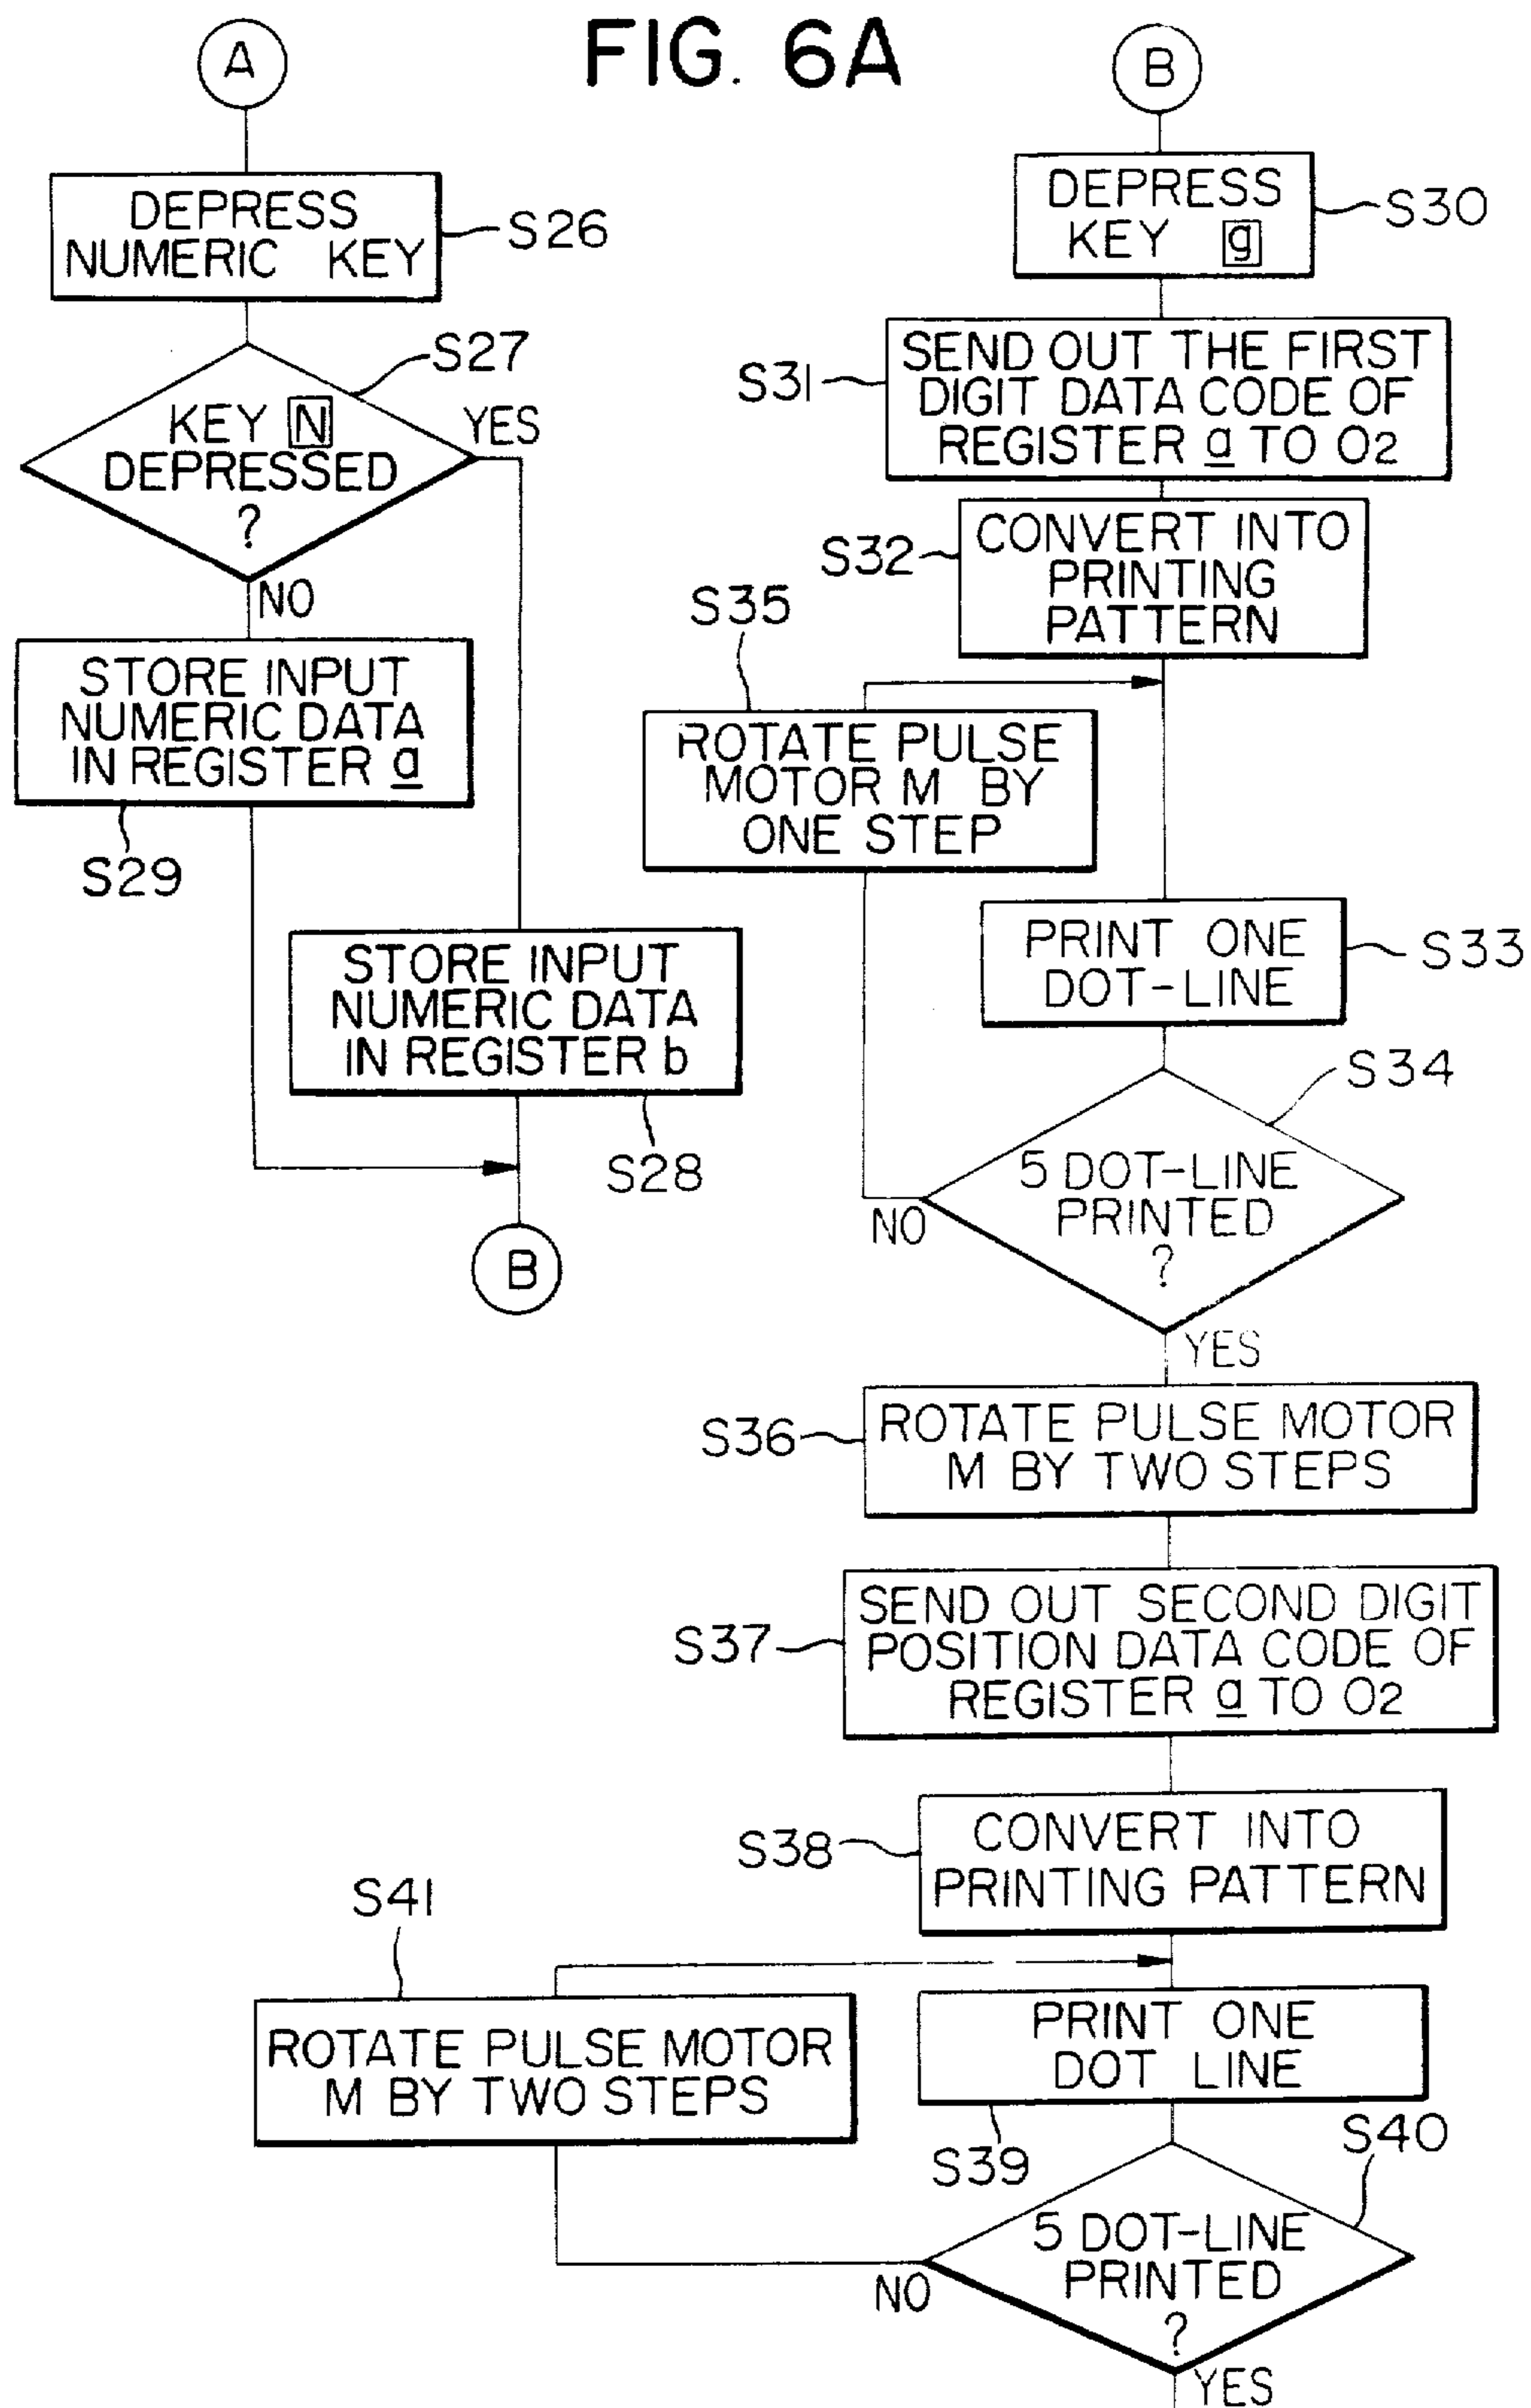 FIG. 6A
A
DEPRESS
NUMERIC KEY
S26
S27
KEY N
DEPRESSED
?
YES
NO
STORE INPUT
NUMERIC DATA
IN REGISTER a
S29
STORE INPUT
NUMERIC DATA
IN REGISTER b
S28
B
B
DEPRESS
KEY g
S30
SEND OUT THE FIRST
DIGIT DATA CODE OF
REGISTER a TO O2
S31
CONVERT INTO
PRINTING
PATTERN
S32
S35
ROTATE PULSE
MOTOR M BY
ONE STEP
PRINT ONE
DOT-LINE
S33
S34
5 DOT-LINE
PRINTED
?
NO
YES
ROTATE PULSE MOTOR
M BY TWO STEPS
S36
SEND OUT SECOND DIGIT
POSITION DATA CODE OF
REGISTER a TO O2
S37
CONVERT INTO
PRINTING PATTERN
S38
S41
ROTATE PULSE MOTOR
M BY TWO STEPS
PRINT ONE
DOT LINE
S39
S40
5 DOT-LINE
PRINTED
?
NO
YES